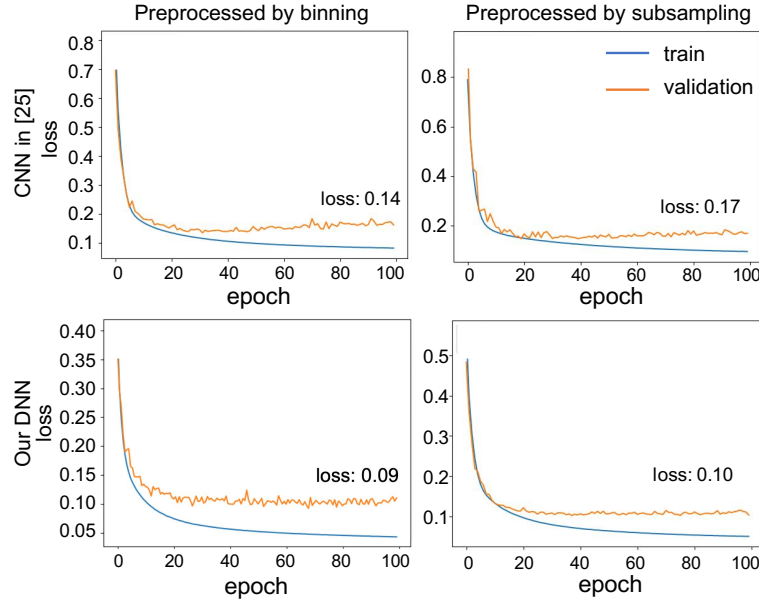 Preprocessed by binning
Preprocessed by subsampling
CNN in [25]
loss
0.8
0.7
0.6
0.5
0.4
0.3
0.2
0.1
loss: 0.14
0 20 40 60 80 100
epoch
0.8
0.6
0.4
0.2
train
validation
loss: 0.17
0 20 40 60 80 100
epoch
Our DNN
loss
0.40
0.35
0.30
0.25
0.20
0.15
0.10
0.05
loss: 0.09
0 20 40 60 80 100
epoch
0.5
0.4
0.3
0.2
0.1
loss: 0.10
0 20 40 60 80 100
epoch